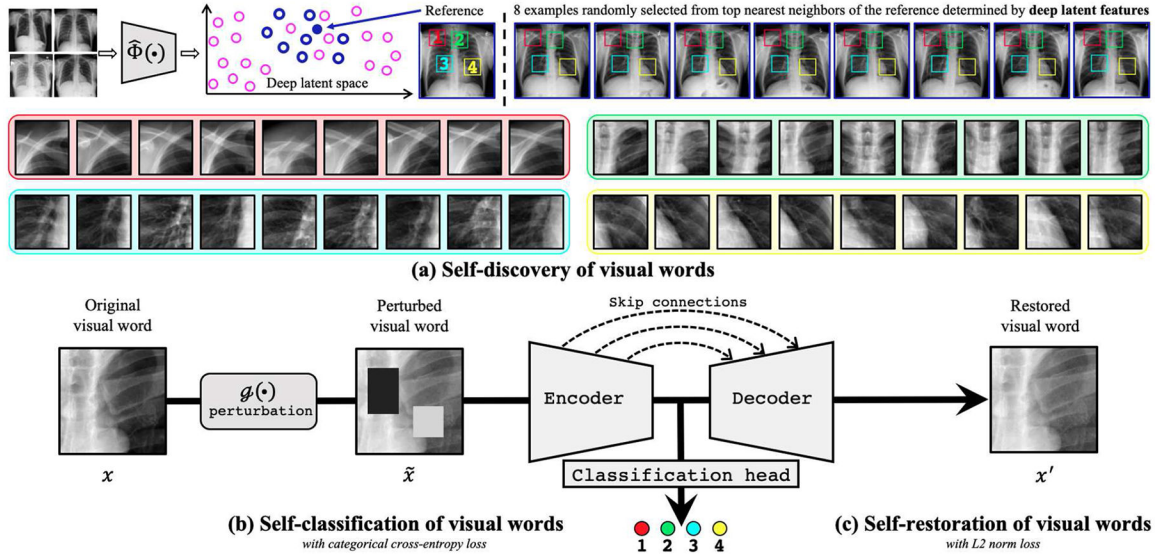 Reference
8 examples randomly selected from top nearest neighbors of the reference determined by deep latent features
Φ̂(•)
Deep latent space
1 2
3 4
(a) Self-discovery of visual words
Original
visual word
Perturbed
visual word
Skip connections
Restored
visual word
𝓰(•)
perturbation
Encoder
Decoder
x
x̃
Classification head
x′
(b) Self-classification of visual words
with categorical cross-entropy loss
1 2 3 4
(c) Self-restoration of visual words
with L2 norm loss